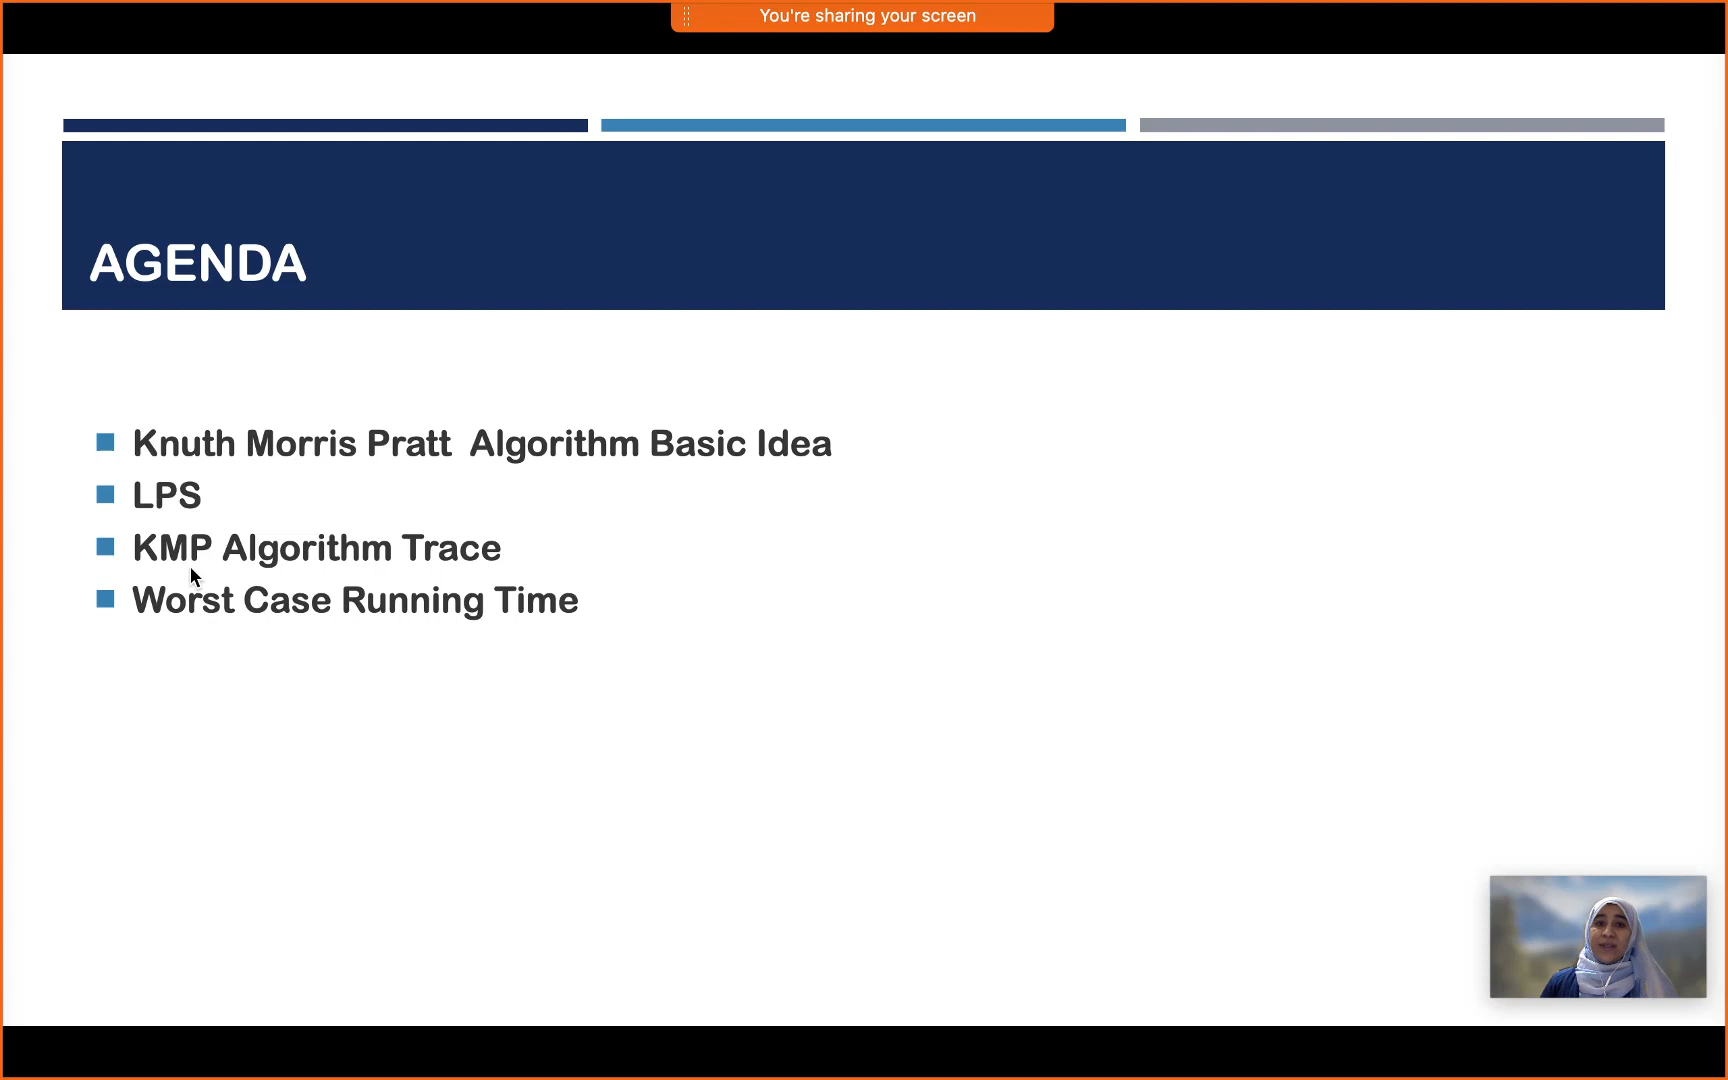 You're sharing your screen
AGENDA
Knuth Morris Pratt Algorithm Basic Idea
LPS
KMP Algorithm Trace
Worst Case Running Time